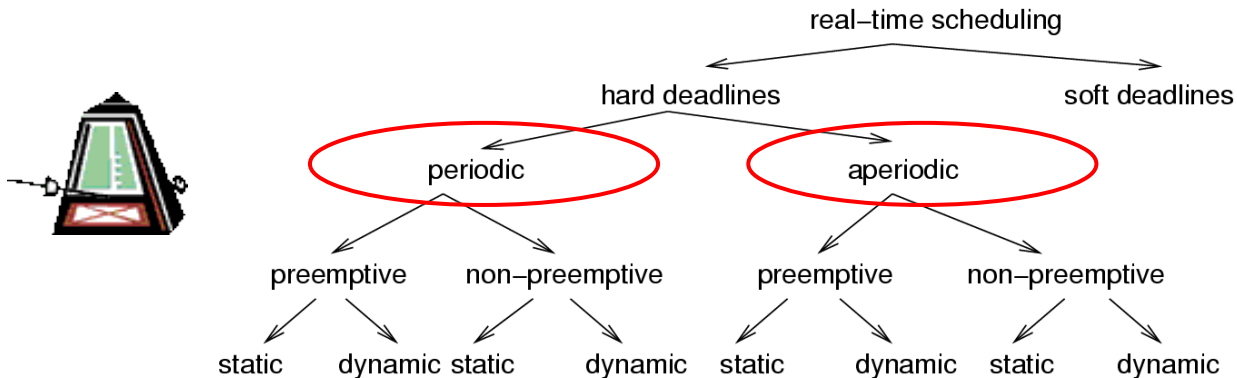 real−time scheduling
hard deadlines soft deadlines
periodic aperiodic
preemptive non−preemptive preemptive non−preemptive
static dynamic static dynamic static dynamic static dynamic